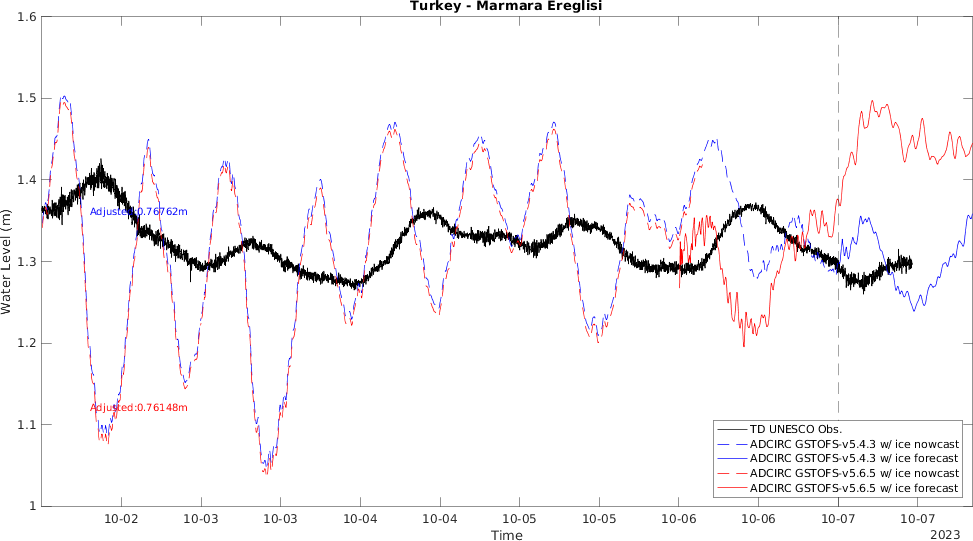 Turkey - Marmara Ereglisi
1.6
1.5
1.4
1.3
1.2
1.1
1
Water Level (m)
Adjusted:0.76762m
Adjusted:0.76148m
TD UNESCO Obs.
ADCIRC GSTOFS-v5.4.3 w/ ice nowcast
ADCIRC GSTOFS-v5.4.3 w/ ice forecast
ADCIRC GSTOFS-v5.6.5 w/ ice nowcast
ADCIRC GSTOFS-v5.6.5 w/ ice forecast
10-02 10-03 10-03 10-04 10-04 10-05 10-05 10-06 10-06 10-07 10-07
Time
2023